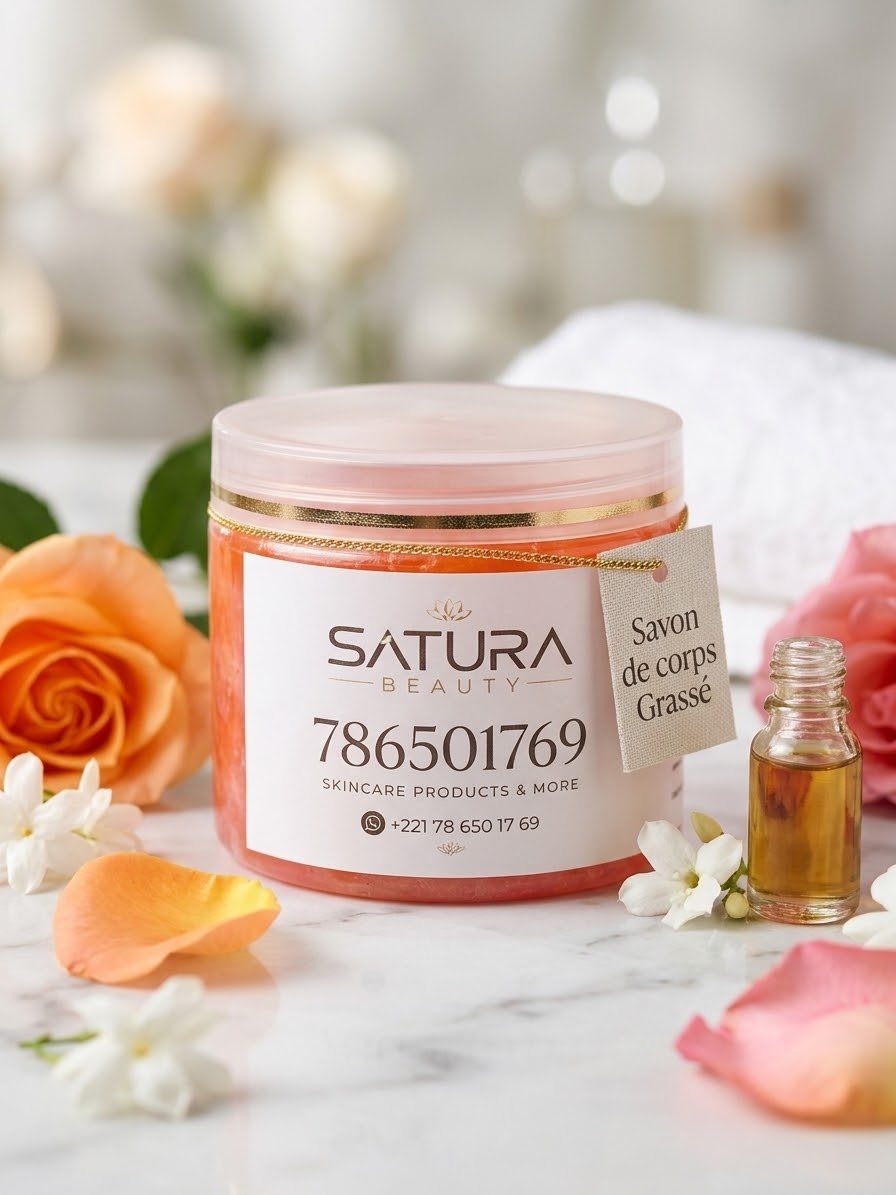 SATURA
BEAUTY
786501769
SKINCARE PRODUCTS & MORE
+221 78 650 17 69
Savon
de corps
Grassé